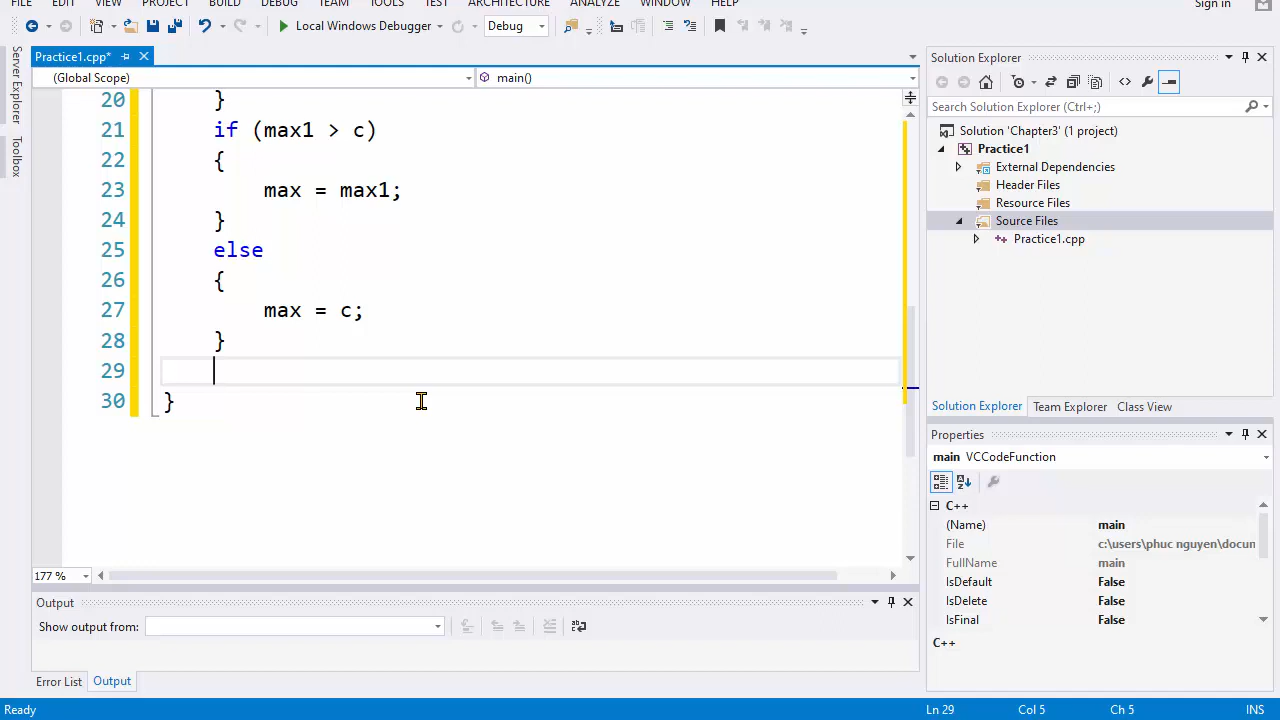 FILE EDIT VIEW PROJECT BUILD DEBUG TEAM TOOLS TEST ARCHITECTURE ANALYZE WINDOW HELP Sign in
Local Windows Debugger Debug
Practice1.cpp*
(Global Scope) main()
20 }
21 if (max1 > c)
22 {
23 max = max1;
24 }
25 else
26 {
27 max = c;
28 }
29
30 }
177 %
Output
Show output from:
Error List Output
Server Explorer
Toolbox
Solution Explorer
Search Solution Explorer (Ctrl+;)
Solution 'Chapter3' (1 project)
Practice1
External Dependencies
Header Files
Resource Files
Source Files
Practice1.cpp
Solution Explorer Team Explorer Class View
Properties
main VCCodeFunction
C++
(Name) main
File c:\users\phuc nguyen\docun
FullName main
IsDefault False
IsDelete False
IsFinal False
C++
Ready Ln 29 Col 5 Ch 5 INS